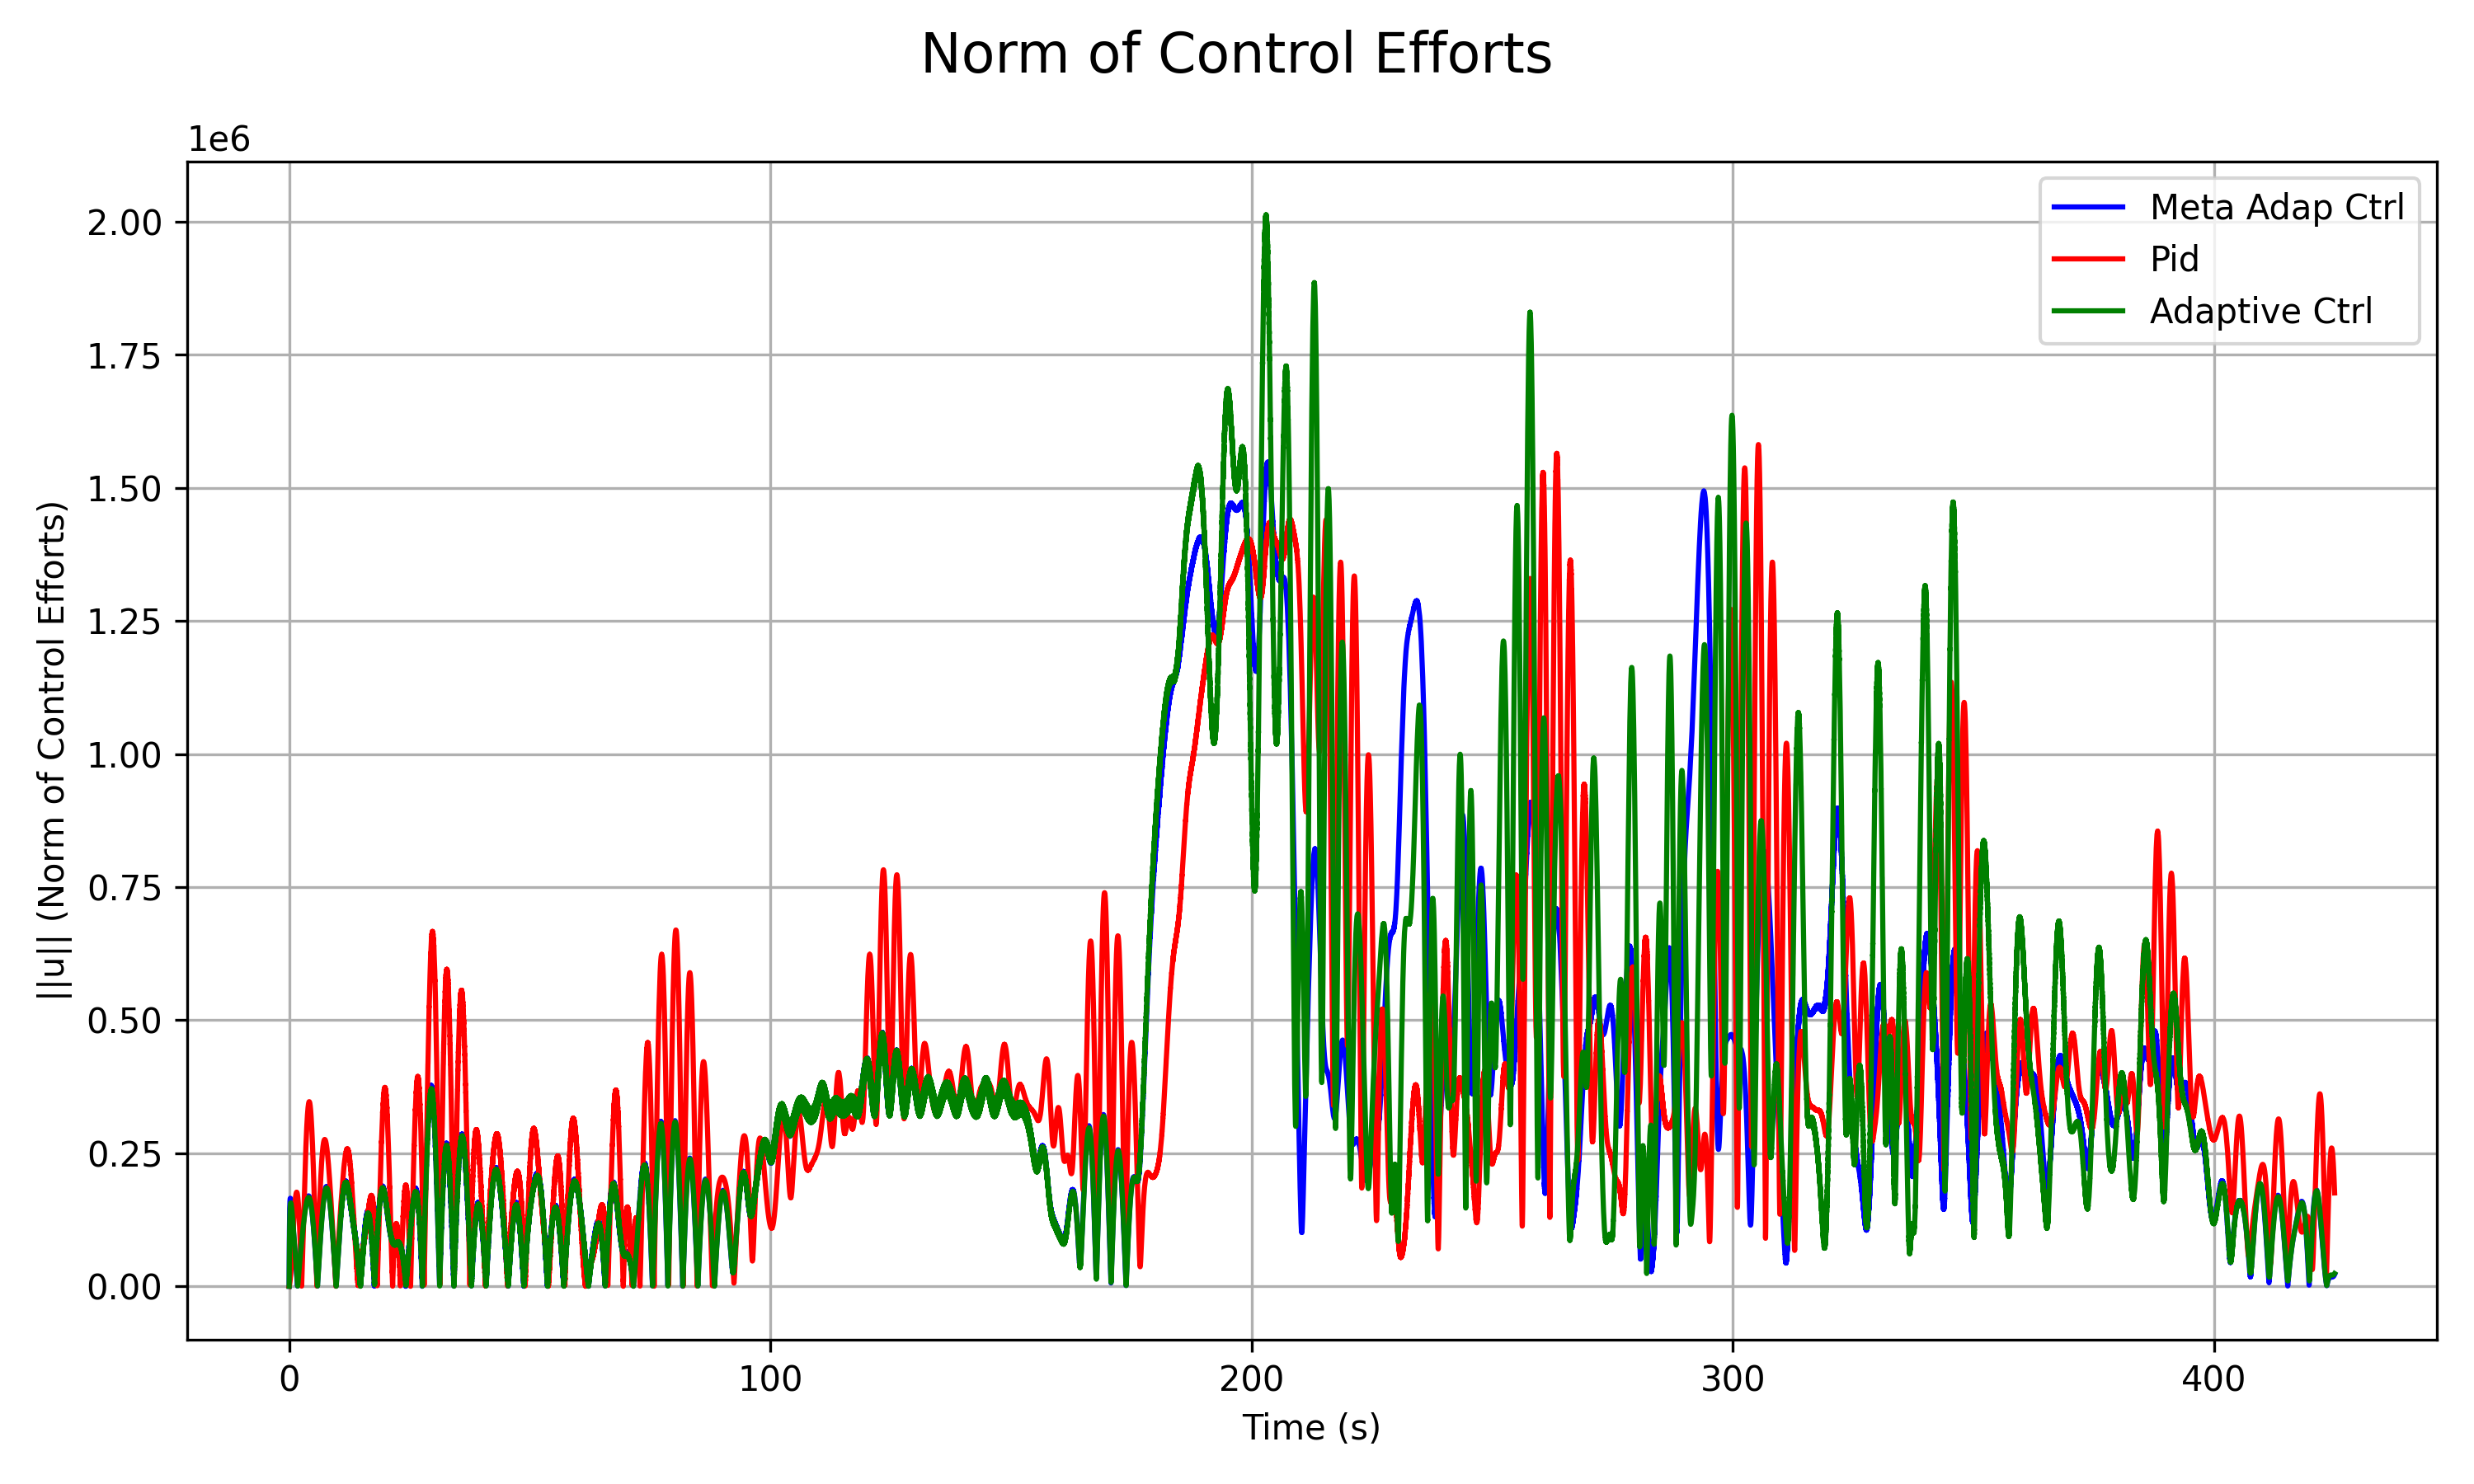 Norm of Control Efforts
1e6
2.00
1.75
1.50
1.25
1.00
0.75
0.50
0.25
0.00
||u|| (Norm of Control Efforts)
Meta Adap Ctrl
Pid
Adaptive Ctrl
0 100 200 300 400
Time (s)